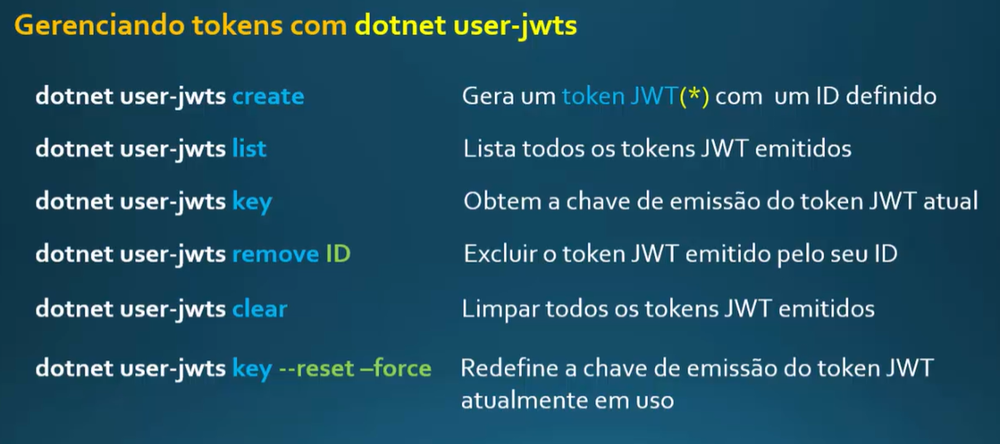 Gerenciando tokens com dotnet user-jwts
dotnet user-jwts create Gera um token JWT(*) com um ID definido
dotnet user-jwts list Lista todos os tokens JWT emitidos
dotnet user-jwts key Obtem a chave de emissão do token JWT atual
dotnet user-jwts remove ID Excluir o token JWT emitido pelo seu ID
dotnet user-jwts clear Limpar todos os tokens JWT emitidos
dotnet user-jwts key --reset –force Redefine a chave de emissão do token JWT
atualmente em uso